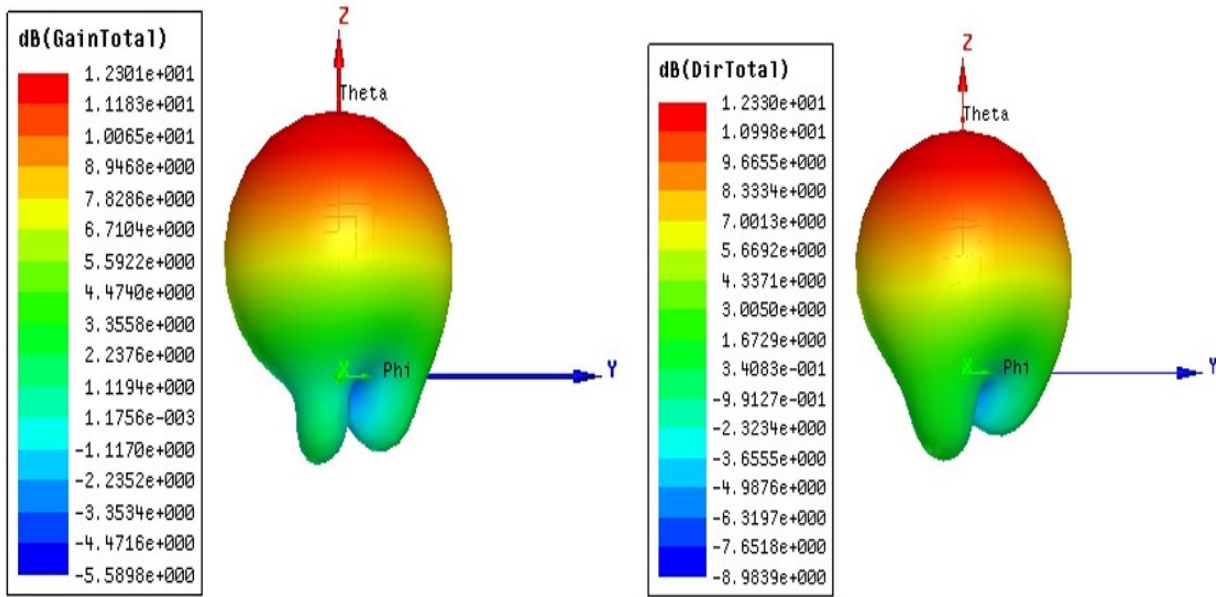 dB(GainTotal)
1.2301e+001
1.1183e+001
1.0065e+001
8.9468e+000
7.8286e+000
6.7104e+000
5.5922e+000
4.4740e+000
3.3558e+000
2.2376e+000
1.1194e+000
1.1756e-003
-1.1170e+000
-2.2352e+000
-3.3534e+000
-4.4716e+000
-5.5898e+000
Z
Theta
X Phi
Y
dB(DirTotal)
1.2330e+001
1.0998e+001
9.6655e+000
8.3334e+000
7.0013e+000
5.6692e+000
4.3371e+000
3.0050e+000
1.6729e+000
3.4083e-001
-9.9127e-001
-2.3234e+000
-3.6555e+000
-4.9876e+000
-6.3197e+000
-7.6518e+000
-8.9839e+000
Z
Theta
X Phi
Y